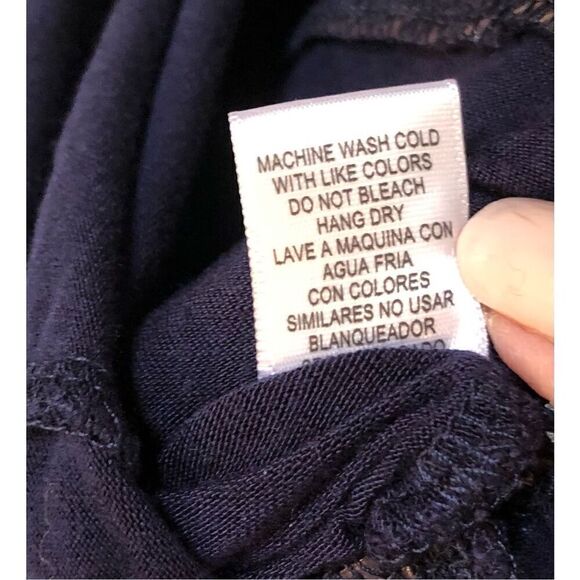 MACHINE WASH COLD
WITH LIKE COLORS
DO NOT BLEACH
HANG DRY
LAVE A MAQUINA CON
AGUA FRIA
CON COLORES
SIMILARES NO USAR
BLANQUEADOR